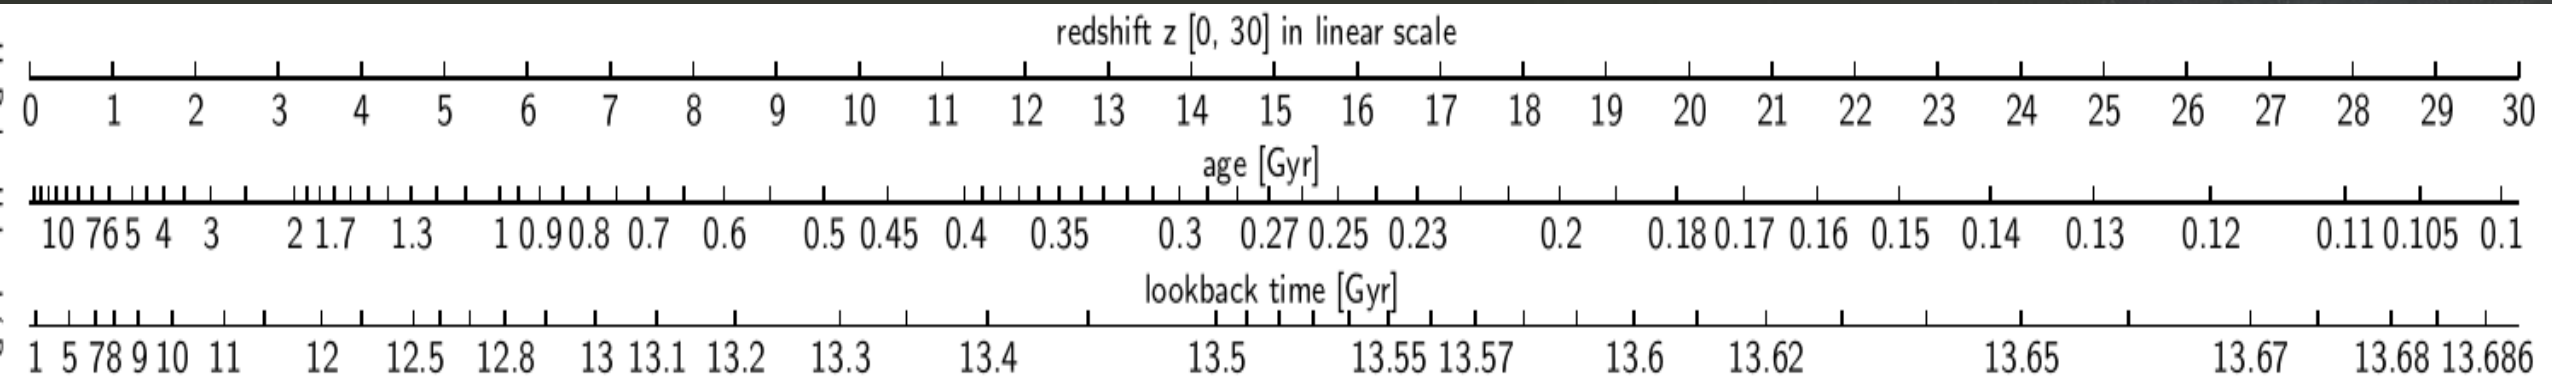 redshift z [0, 30] in linear scale
0 1 2 3 4 5 6 7 8 9 10 11 12 13 14 15 16 17 18 19 20 21 22 23 24 25 26 27 28 29 30
age [Gyr]
10 7 6 5 4 3 2 1.7 1.3 1 0.9 0.8 0.7 0.6 0.5 0.45 0.4 0.35 0.3 0.27 0.25 0.23 0.2 0.18 0.17 0.16 0.15 0.14 0.13 0.12 0.11 0.105 0.1
lookback time [Gyr]
1 5 7 8 9 10 11 12 12.5 12.8 13 13.1 13.2 13.3 13.4 13.5 13.55 13.57 13.6 13.62 13.65 13.67 13.68 13.686